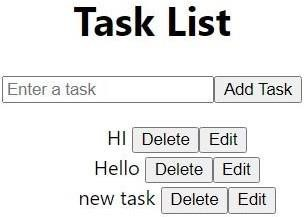 Task List
Enter a task Add Task
HI Delete Edit
Hello Delete Edit
new task Delete Edit